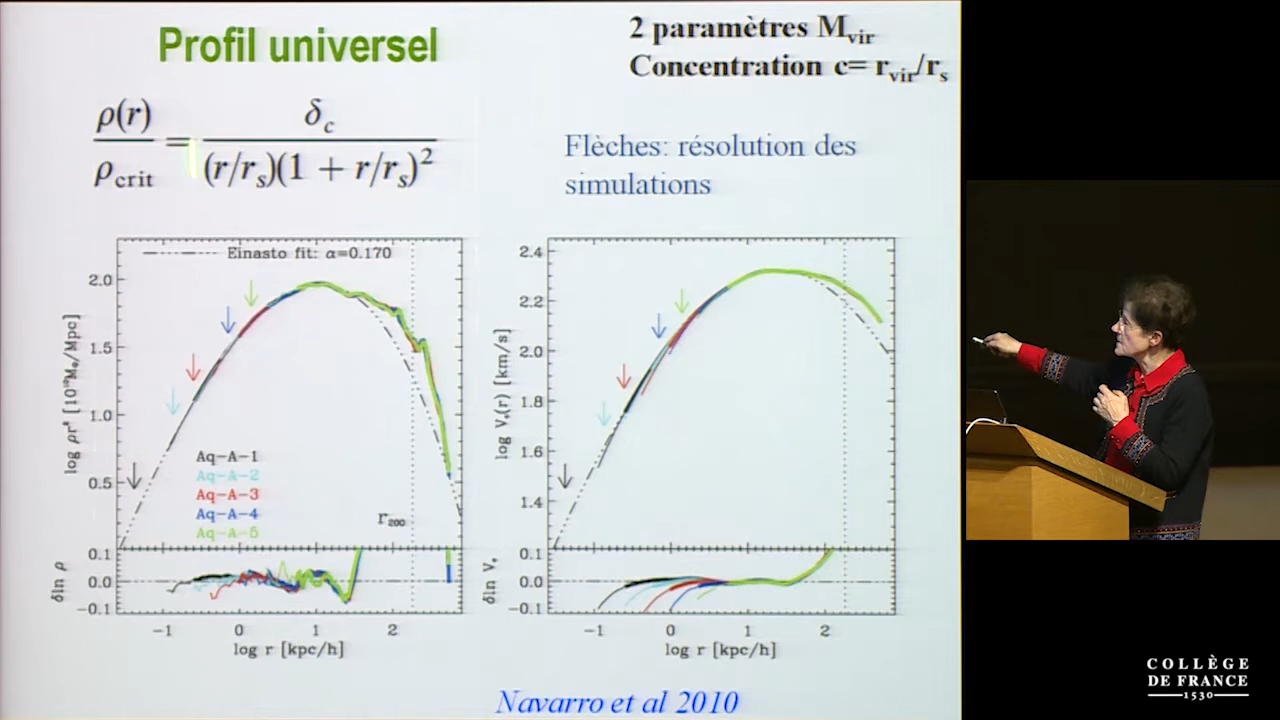 Profil universel
2 paramètres M_vir
Concentration c= r_vir/r_s
ρ(r)/ρ_crit = δ_c/((r/r_s)(1 + r/r_s)^2)
Flèches: résolution des
simulations
Einasto fit: α=0.170
log ρr² [10¹⁰M_⊙/Mpc]
2.0
1.5
1.0
0.5
Aq-A-1
Aq-A-2
Aq-A-3
Aq-A-4
Aq-A-5
r_200
δln ρ
0.1
0.0
-0.1
-1 0 1 2
log r [kpc/h]
log V_c(r) [km/s]
2.4
2.2
2.0
1.8
1.6
1.4
δln V_c
0.1
0.0
-0.1
-1 0 1 2
log r [kpc/h]
Navarro et al 2010
COLLÈGE
DE FRANCE
1530